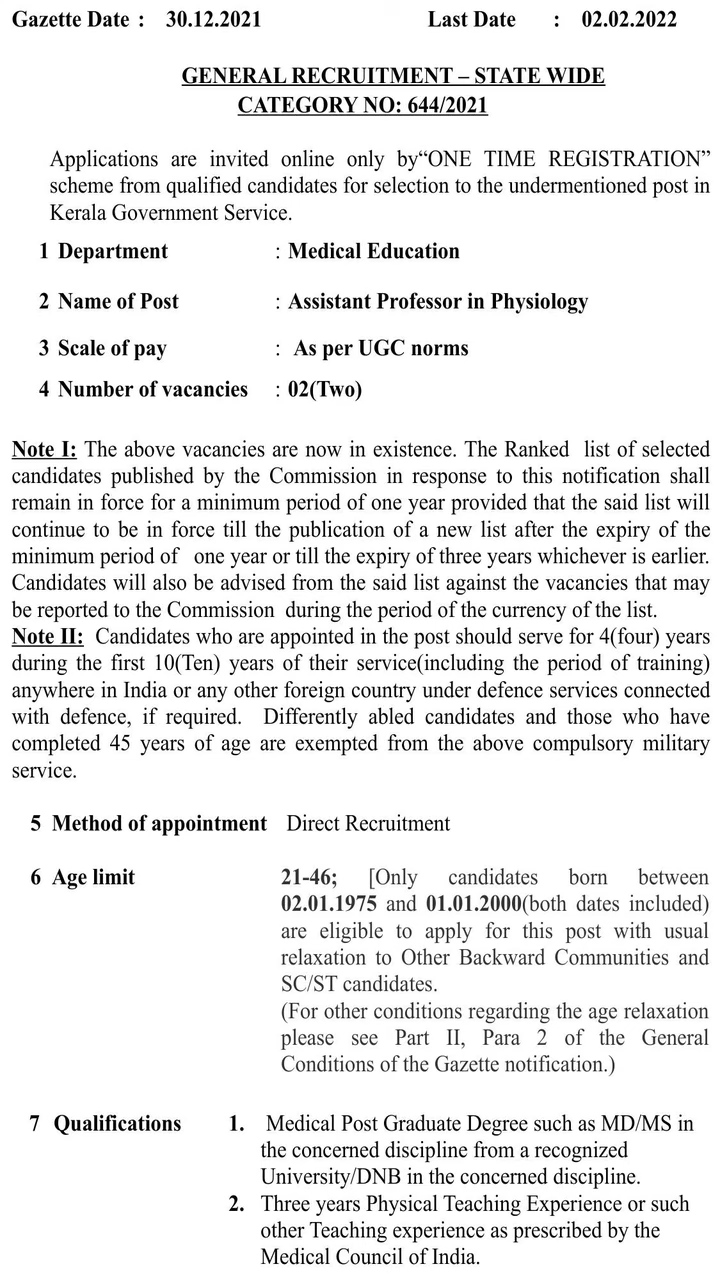 Gazette Date : 30.12.2021 Last Date : 02.02.2022
GENERAL RECRUITMENT – STATE WIDE
CATEGORY NO: 644/2021
Applications are invited online only by“ONE TIME REGISTRATION”
scheme from qualified candidates for selection to the undermentioned post in
Kerala Government Service.
1 Department : Medical Education
2 Name of Post : Assistant Professor in Physiology
3 Scale of pay : As per UGC norms
4 Number of vacancies : 02(Two)
Note I: The above vacancies are now in existence. The Ranked list of selected
candidates published by the Commission in response to this notification shall
remain in force for a minimum period of one year provided that the said list will
continue to be in force till the publication of a new list after the expiry of the
minimum period of one year or till the expiry of three years whichever is earlier.
Candidates will also be advised from the said list against the vacancies that may
be reported to the Commission during the period of the currency of the list.
Note II: Candidates who are appointed in the post should serve for 4(four) years
during the first 10(Ten) years of their service(including the period of training)
anywhere in India or any other foreign country under defence services connected
with defence, if required. Differently abled candidates and those who have
completed 45 years of age are exempted from the above compulsory military
service.
5 Method of appointment Direct Recruitment
6 Age limit 21-46; [Only candidates born between
02.01.1975 and 01.01.2000(both dates included)
are eligible to apply for this post with usual
relaxation to Other Backward Communities and
SC/ST candidates.
(For other conditions regarding the age relaxation
please see Part II, Para 2 of the General
Conditions of the Gazette notification.)
7 Qualifications 1. Medical Post Graduate Degree such as MD/MS in
the concerned discipline from a recognized
University/DNB in the concerned discipline.
2. Three years Physical Teaching Experience or such
other Teaching experience as prescribed by the
Medical Council of India.